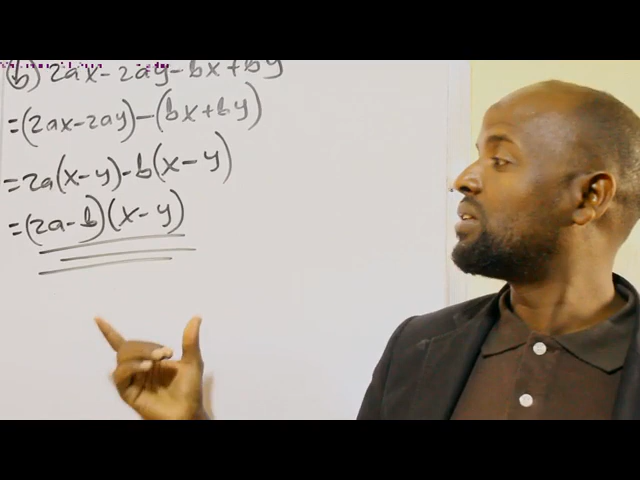 (b) 2ax - 2ay - bx + by
= (2ax - 2ay) - (bx + by)
= 2a(x - y) - b(x - y)
= (2a - b)(x - y)